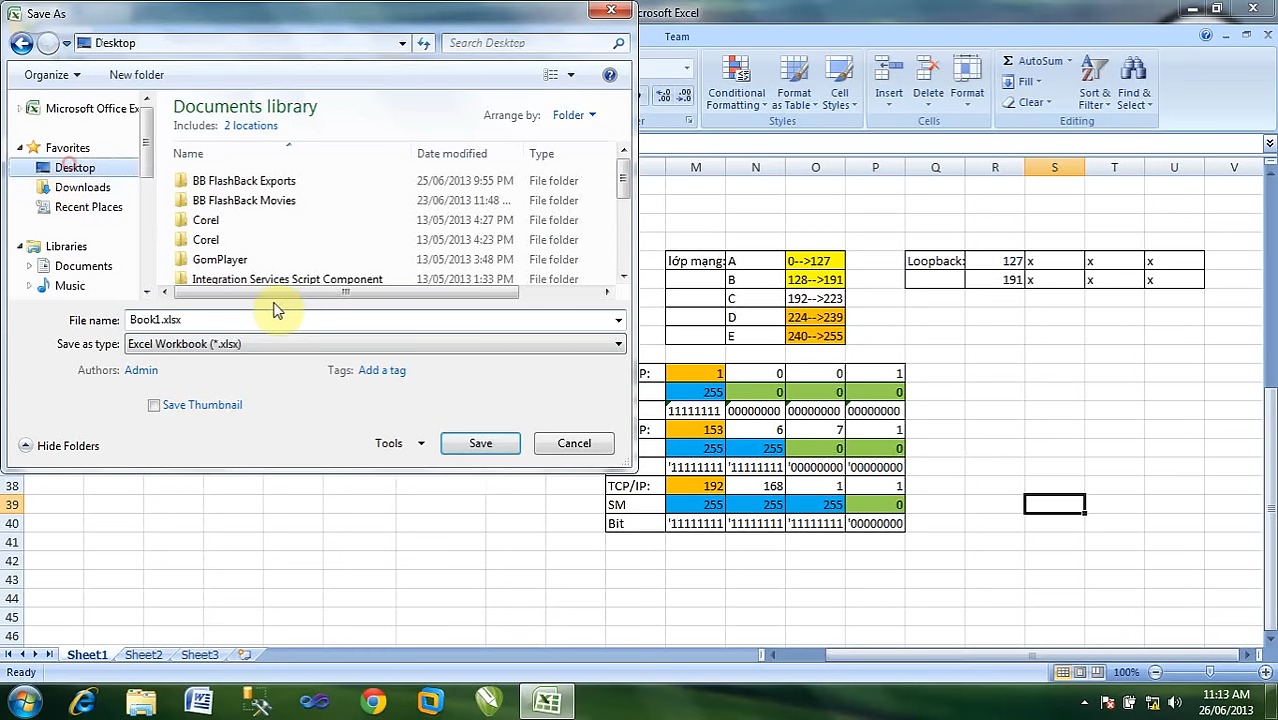 Save As
Microsoft Excel
Desktop
Search Desktop
Team
Organize
New folder
Microsoft Office Ex
Favorites
Desktop
Downloads
Recent Places
Libraries
Documents
Music
Documents library
Includes: 2 locations
Arrange by: Folder
Name Date modified Type
BB FlashBack Exports 25/06/2013 9:55 PM File folder
BB FlashBack Movies 23/06/2013 11:48 ... File folder
Corel 13/05/2013 4:27 PM File folder
Corel 13/05/2013 4:23 PM File folder
GomPlayer 13/05/2013 3:48 PM File folder
Integration Services Script Component 13/05/2013 1:33 PM File folder
File name: Book1.xlsx
Save as type: Excel Workbook (*.xlsx)
Authors: Admin
Tags: Add a tag
Save Thumbnail
Hide Folders
Tools
Save
Cancel
Conditional Formatting
Format as Table
Cell Styles
Styles
Insert
Delete
Format
Cells
AutoSum
Fill
Clear
Sort & Filter
Find & Select
Editing
M N O P Q R S T U V
lớp mạng: A 0-->127 Loopback: 127 x x x
B 128-->191 191 x x x
C 192-->223
D 224-->239
E 240-->255
P: 1 0 0 1
255 0 0 0
11111111 00000000 00000000 00000000
P: 153 6 7 1
255 255 0 0
'11111111 '11111111 '00000000 '00000000
38 TCP/IP: 192 168 1 1
39 SM 255 255 255 0
40 Bit '11111111 '11111111 '11111111 '00000000
41
42
43
44
45
46
Sheet1 Sheet2 Sheet3
Ready
100%
11:13 AM
26/06/2013